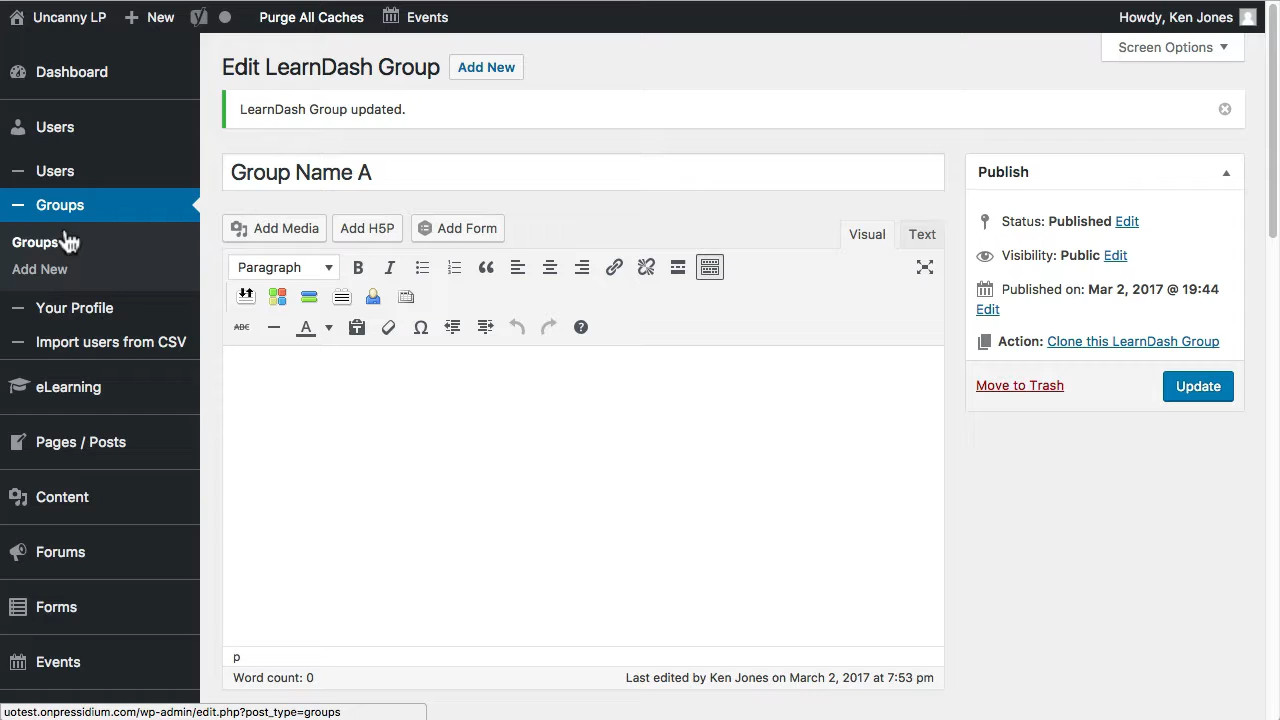 Uncanny LP
New
Purge All Caches
Events
Howdy, Ken Jones
Screen Options
Dashboard
Users
Users
Groups
Groups
Add New
Your Profile
Import users from CSV
eLearning
Pages / Posts
Content
Forums
Forms
Events
Edit LearnDash Group
Add New
LearnDash Group updated.
Group Name A
Add Media
Add H5P
Add Form
Visual
Text
Paragraph
B
I
ABC
A
Ω
p
Word count: 0
Last edited by Ken Jones on March 2, 2017 at 7:53 pm
Publish
Status: Published Edit
Visibility: Public Edit
Published on: Mar 2, 2017 @ 19:44
Edit
Action: Clone this LearnDash Group
Move to Trash
Update
uotest.onpressidium.com/wp-admin/edit.php?post_type=groups